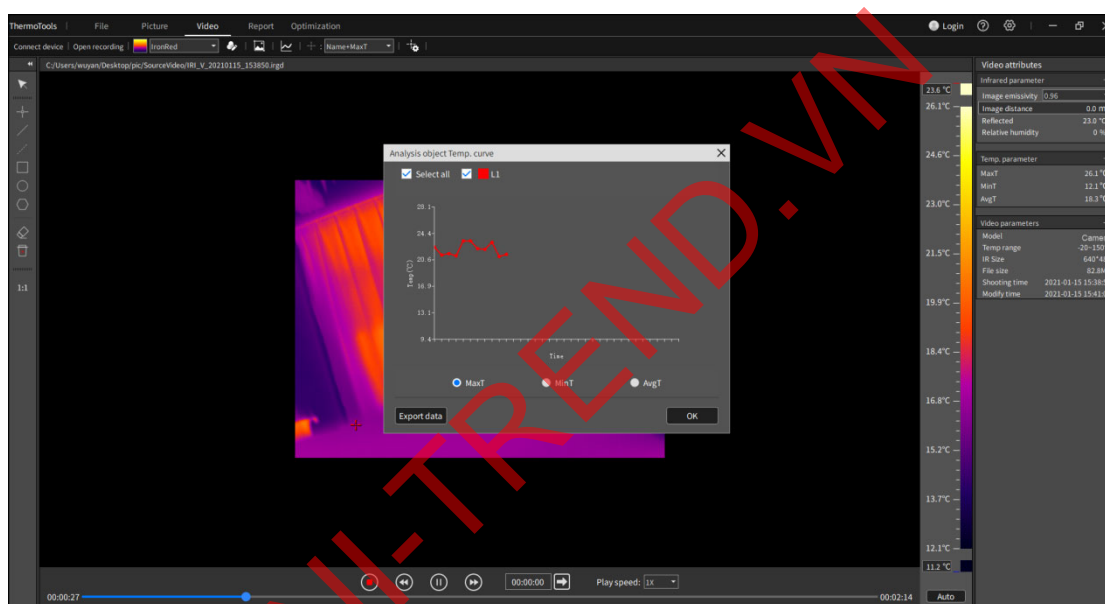 ThermoTools File Picture Video Report Optimization Login
Connect device Open recording IronRed Name+MaxT
C:/Users/wuyan/Desktop/pic/SourceVideo/IRI_V_20210115_153850.irgd
Video attributes
Infrared parameter
Image emissivity 0.96
Image distance 0.0 m
Reflected 23.0 °C
Relative humidity 0 %
Temp. parameter
MaxT 26.1 °C
MinT 12.1 °C
AvgT 18.3 °C
Video parameters
Model
Temp range -20~150
IR Size
File size 82.8M
Shooting time 2021-01-15 15:38:5
Modify time 2021-01-15 15:41:
23.6 °C
26.1°C
24.6°C
23.0°C
21.5°C
19.9°C
18.4°C
16.8°C
15.2°C
13.7°C
12.1°C
11.2 °C
Auto
1:1
Analysis object Temp. curve
Select all L1
24.4
20.6
16.9
13.1
9.4
Temp(°C)
Time
MaxT MinT AvgT
Export data OK
00:00:00 Play speed: 1X
00:00:27 00:02:14
-TREND.VN